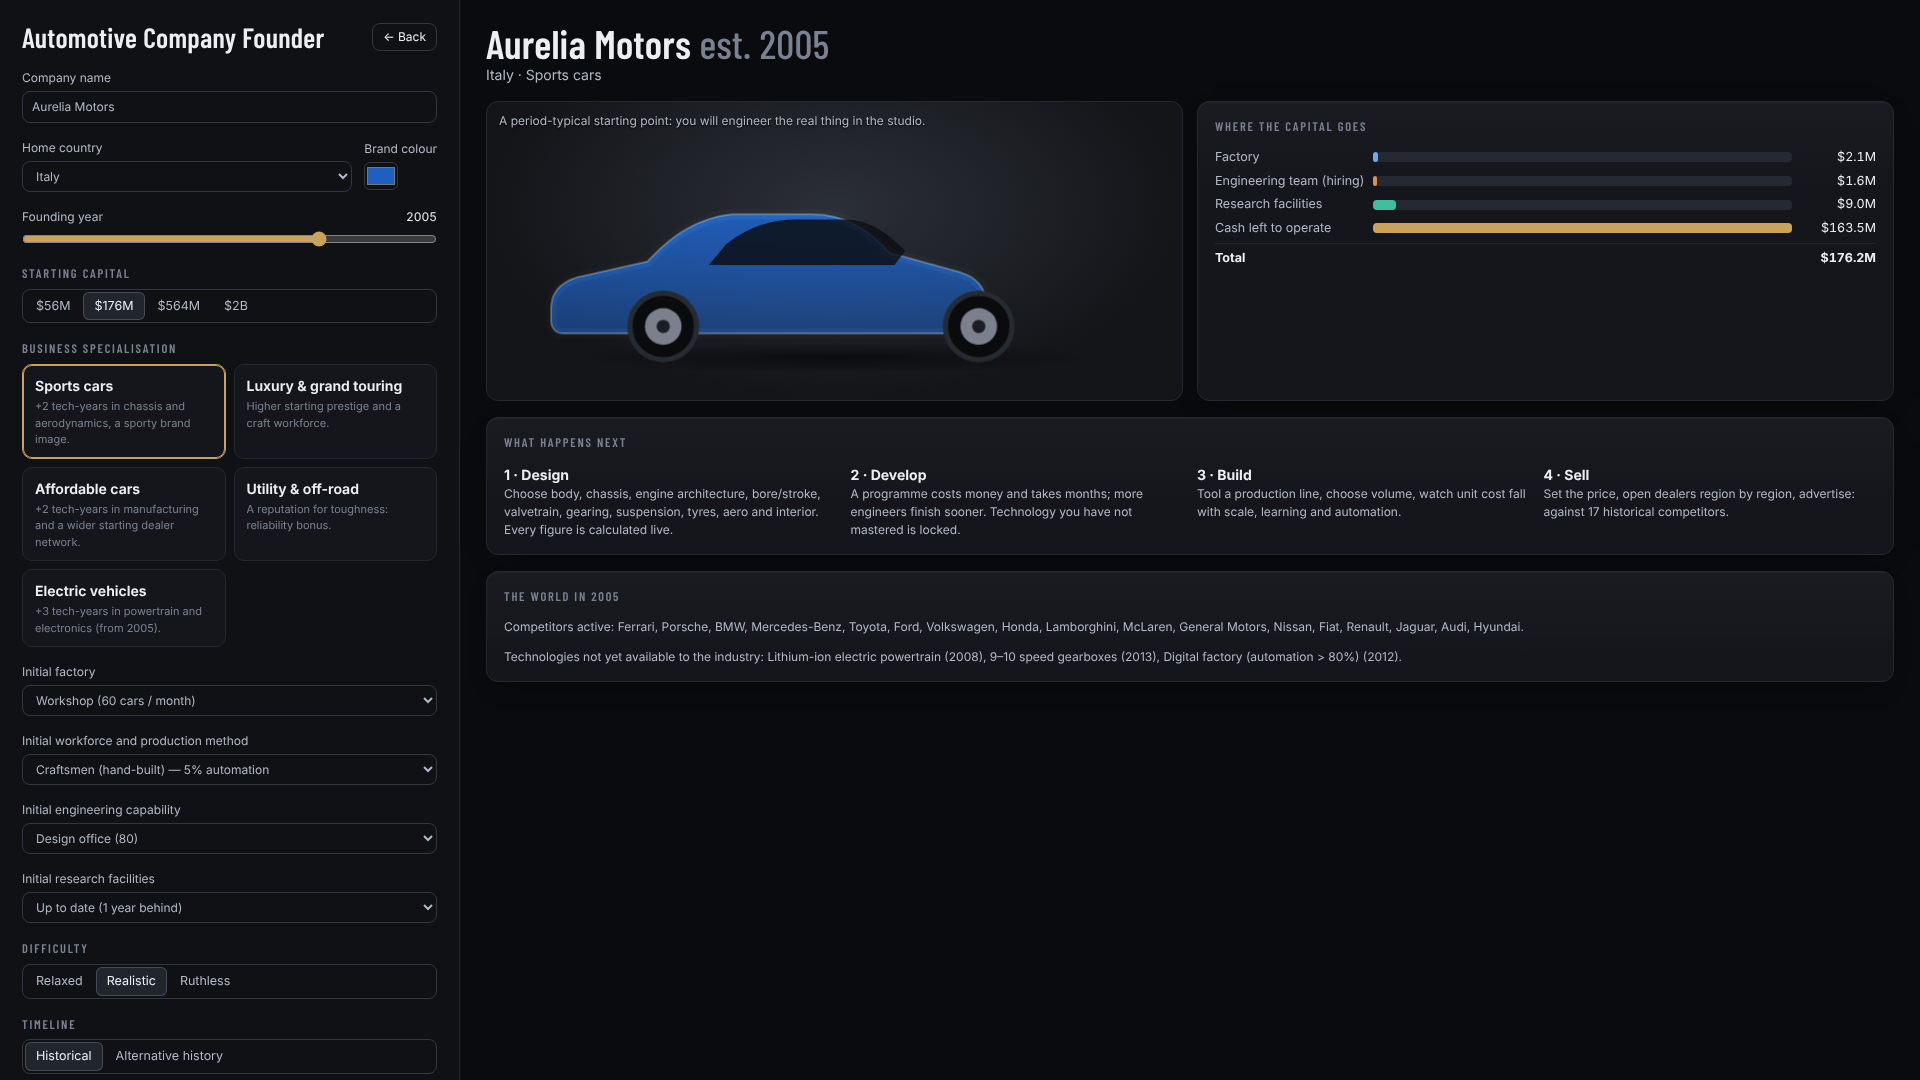 Automotive Company Founder
← Back
Company name
Aurelia Motors
Home country
Brand colour
Italy
Founding year
2005
STARTING CAPITAL
$56M
$176M
$564M
$2B
BUSINESS SPECIALISATION
Sports cars
+2 tech-years in chassis and
aerodynamics, a sporty brand
image.
Luxury & grand touring
Higher starting prestige and a
craft workforce.
Affordable cars
+2 tech-years in manufacturing
and a wider starting dealer
network.
Utility & off-road
A reputation for toughness:
reliability bonus.
Electric vehicles
+3 tech-years in powertrain and
electronics (from 2005).
Initial factory
Workshop (60 cars / month)
Initial workforce and production method
Craftsmen (hand-built) — 5% automation
Initial engineering capability
Design office (80)
Initial research facilities
Up to date (1 year behind)
DIFFICULTY
Relaxed
Realistic
Ruthless
TIMELINE
Historical
Alternative history
Aurelia Motors est. 2005
Italy · Sports cars
A period-typical starting point: you will engineer the real thing in the studio.
WHERE THE CAPITAL GOES
Factory
$2.1M
Engineering team (hiring)
$1.6M
Research facilities
$9.0M
Cash left to operate
$163.5M
Total
$176.2M
WHAT HAPPENS NEXT
1 · Design
Choose body, chassis, engine architecture, bore/stroke,
valvetrain, gearing, suspension, tyres, aero and interior.
Every figure is calculated live.
2 · Develop
A programme costs money and takes months; more
engineers finish sooner. Technology you have not
mastered is locked.
3 · Build
Tool a production line, choose volume, watch unit cost fall
with scale, learning and automation.
4 · Sell
Set the price, open dealers region by region, advertise:
against 17 historical competitors.
THE WORLD IN 2005
Competitors active: Ferrari, Porsche, BMW, Mercedes-Benz, Toyota, Ford, Volkswagen, Honda, Lamborghini, McLaren, General Motors, Nissan, Fiat, Renault, Jaguar, Audi, Hyundai.
Technologies not yet available to the industry: Lithium-ion electric powertrain (2008), 9–10 speed gearboxes (2013), Digital factory (automation > 80%) (2012).